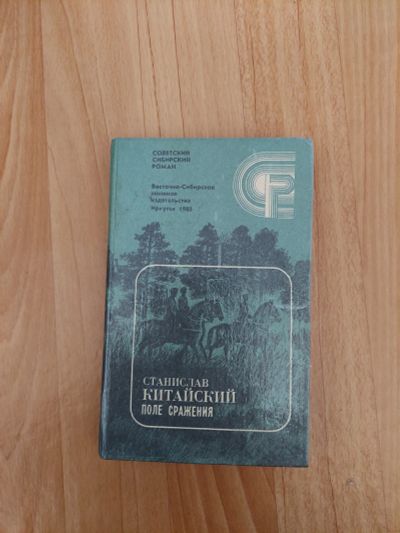 СОВЕТСКИЙ
СИБИРСКИЙ
РОМАН
Восточно-Сибирское
книжное
издательство
Иркутск 1985
СТАНИСЛАВ
КИТАЙСКИЙ
ПОЛЕ СРАЖЕНИЯ